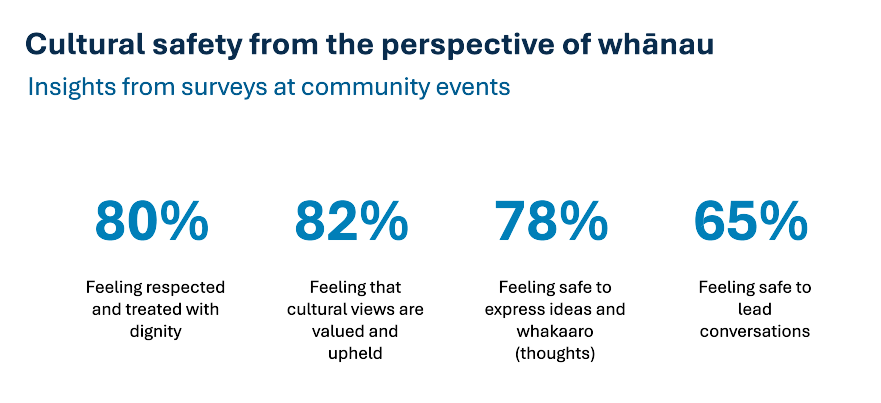 Cultural safety from the perspective of whānau
Insights from surveys at community events
80%
Feeling respected
and treated with
dignity
82%
Feeling that
cultural views are
valued and
upheld
78%
Feeling safe to
express ideas and
whakaaro
(thoughts)
65%
Feeling safe to
lead
conversations